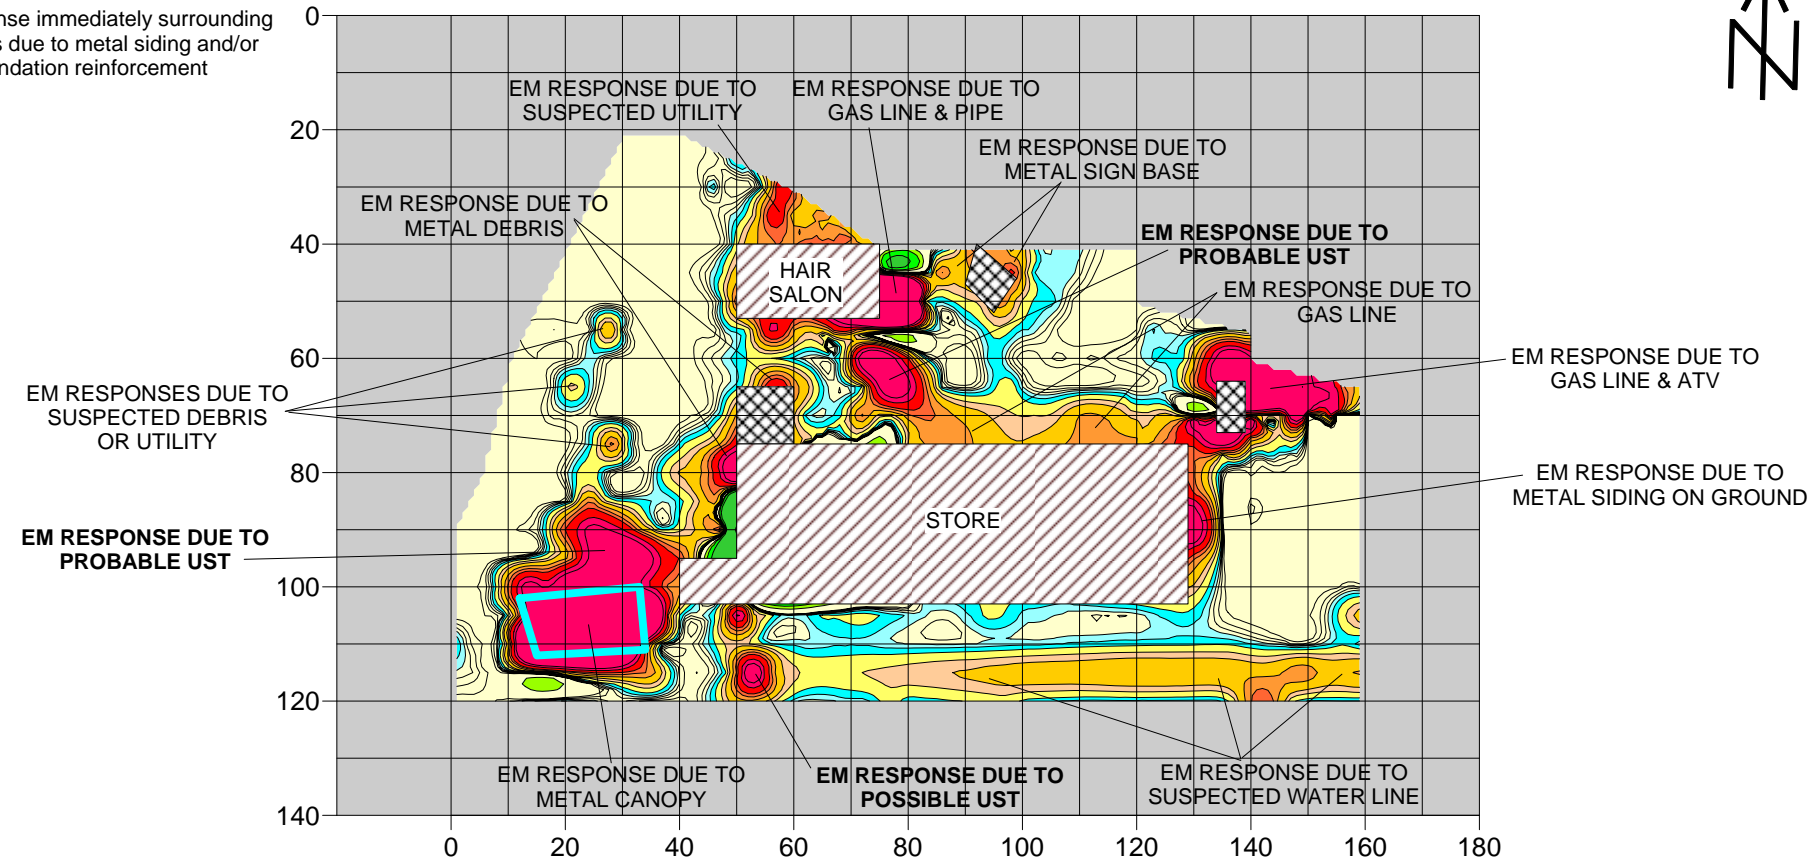 immediately surrounding
due to metal siding and/or
reinforcement
N
0
20
40
60
80
100
120
140
0
20
40
60
80
100
120
140
160
180
EM RESPONSE DUE TO
SUSPECTED UTILITY
EM RESPONSE DUE TO
GAS LINE & PIPE
EM RESPONSE DUE TO
METAL SIGN BASE
EM RESPONSE DUE TO
METAL DEBRIS
EM RESPONSE DUE TO
PROBABLE UST
HAIR
SALON
EM RESPONSE DUE TO
GAS LINE
EM RESPONSE DUE TO
GAS LINE & ATV
EM RESPONSES DUE TO
SUSPECTED DEBRIS
OR UTILITY
EM RESPONSE DUE TO
METAL SIDING ON GROUND
STORE
EM RESPONSE DUE TO
PROBABLE UST
EM RESPONSE DUE TO
METAL CANOPY
EM RESPONSE DUE TO
POSSIBLE UST
EM RESPONSE DUE TO
SUSPECTED WATER LINE